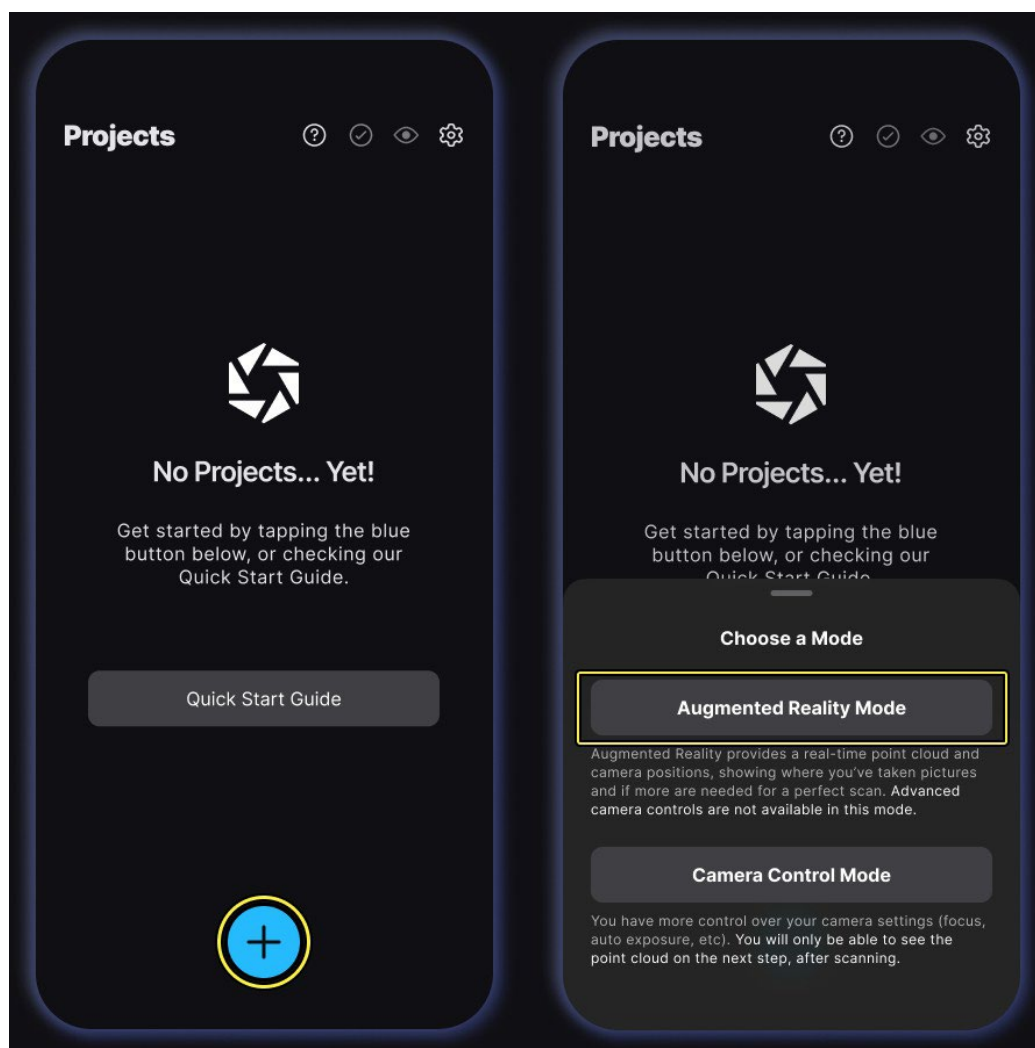 Projects
No Projects... Yet!
Get started by tapping the blue
button below, or checking our
Quick Start Guide.
Quick Start Guide
Projects
No Projects... Yet!
Get started by tapping the blue
button below, or checking our
Quick Start Guide
Choose a Mode
Augmented Reality Mode
Augmented Reality provides a real-time point cloud and
camera positions, showing where you've taken pictures
and if more are needed for a perfect scan. Advanced
camera controls are not available in this mode.
Camera Control Mode
You have more control over your camera settings (focus,
auto exposure, etc). You will only be able to see the
point cloud on the next step, after scanning.